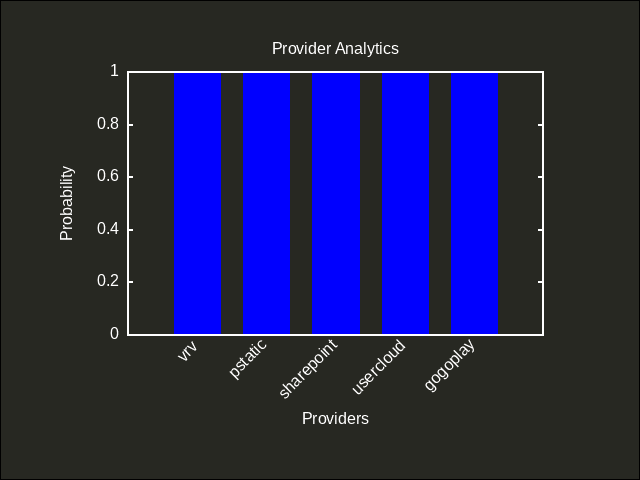 Provider Analytics
1
0.8
0.6
0.4
0.2
0
Probability
vrv
pstatic
sharepoint
usercloud
gogoplay
Providers